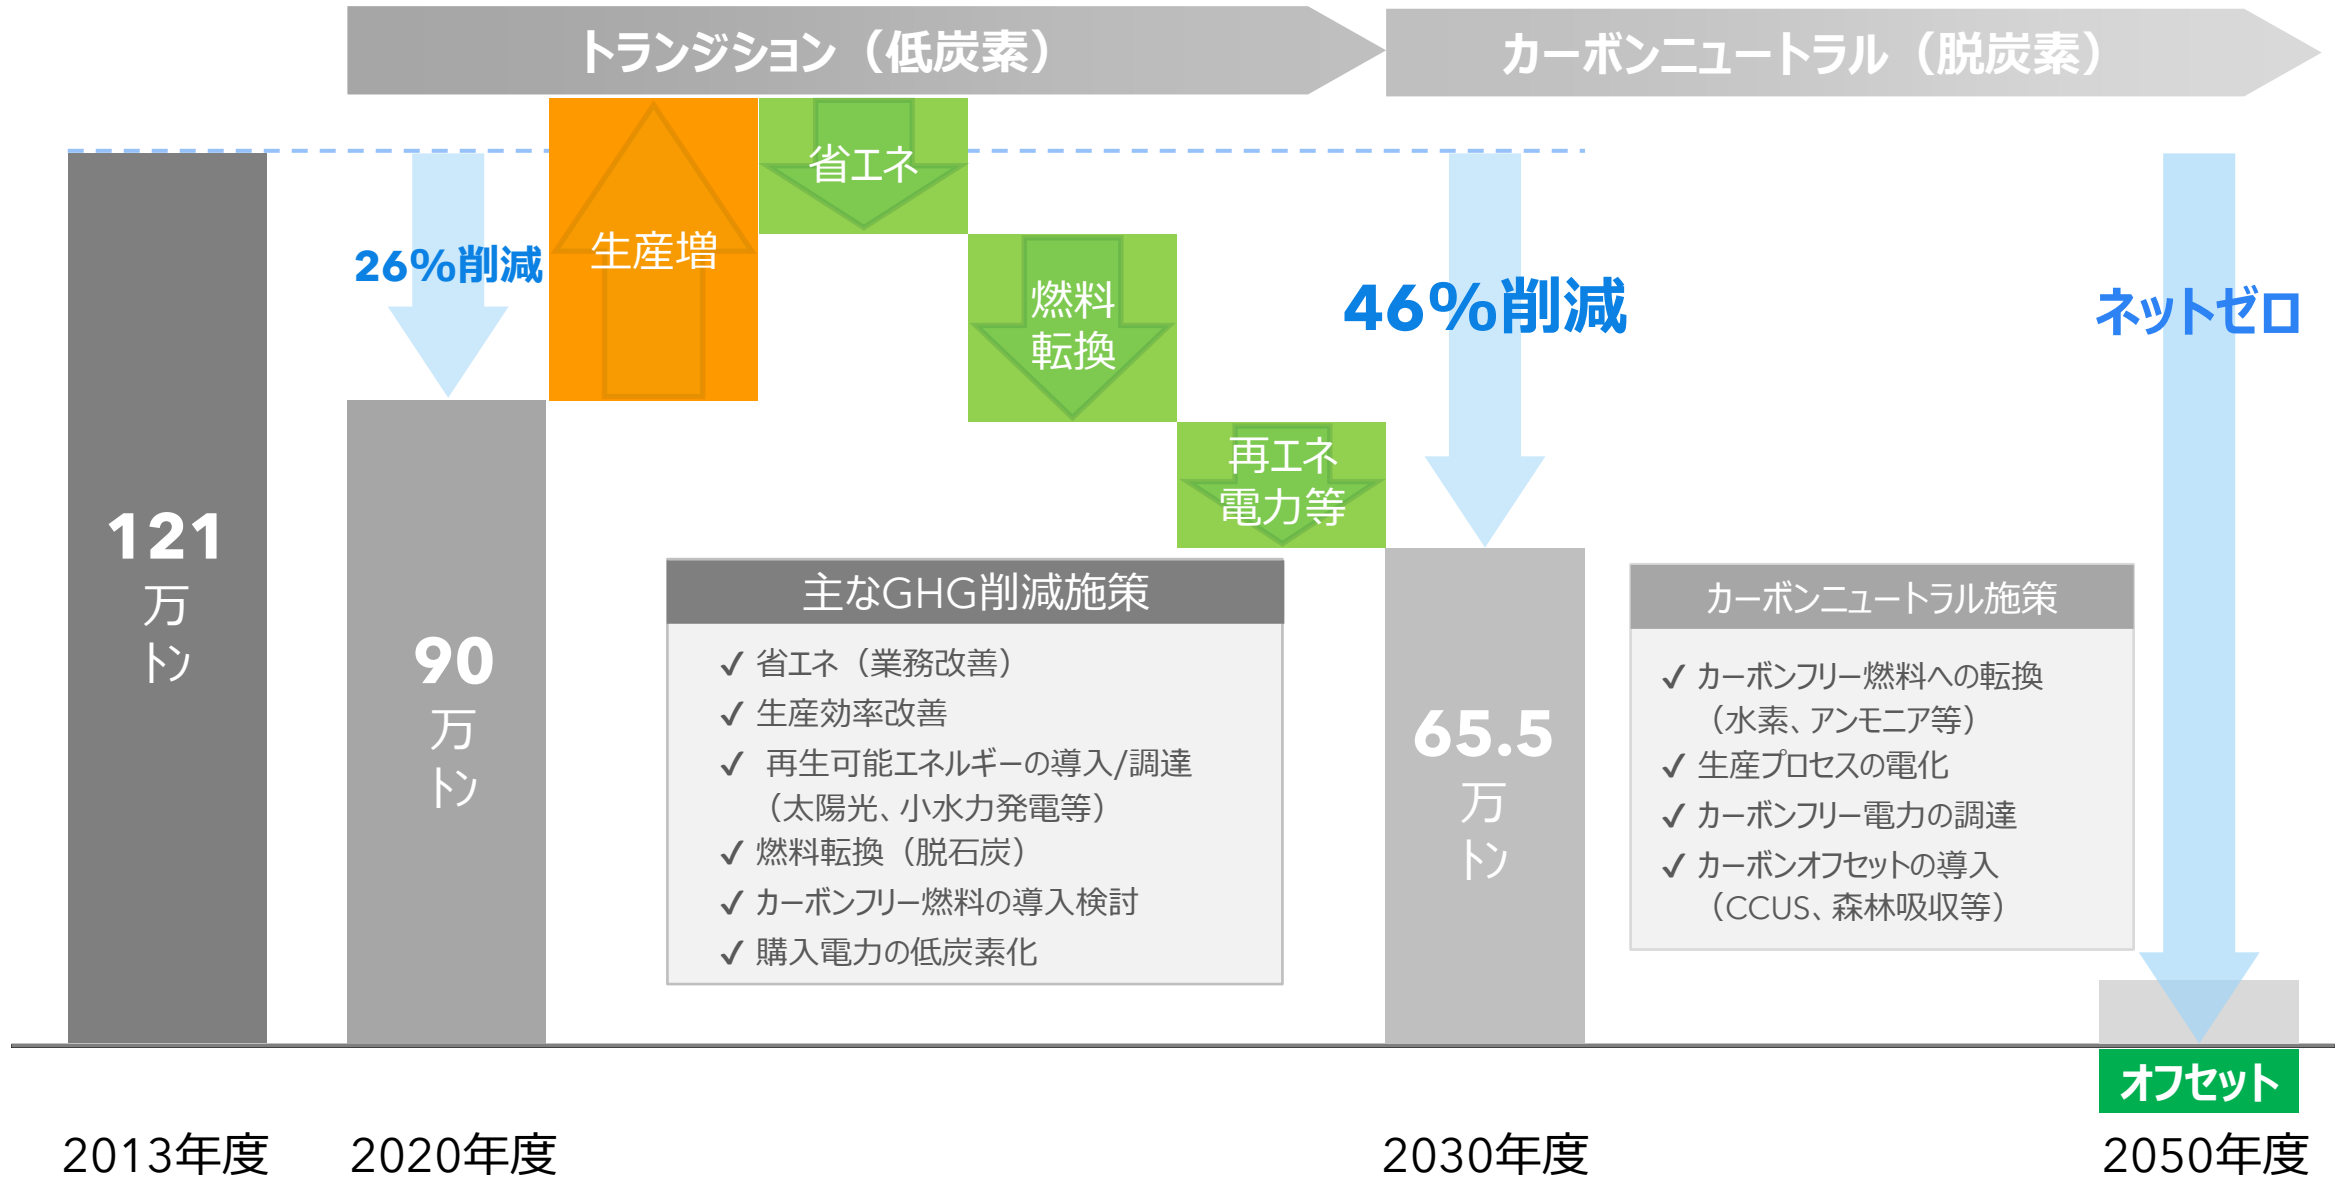 トランジション（低炭素）
カーボンニュートラル（脱炭素）
26%削減
生産増
省エネ
燃料
転換
再エネ
電力等
46%削減
ネットゼロ
121
万
トン
90
万
トン
65.5
万
トン
主なGHG削減施策
✓ 省エネ（業務改善）
✓ 生産効率改善
✓ 再生可能エネルギーの導入/調達
（太陽光、小水力発電等）
✓ 燃料転換（脱石炭）
✓ カーボンフリー燃料の導入検討
✓ 購入電力の低炭素化
カーボンニュートラル施策
✓ カーボンフリー燃料への転換
（水素、アンモニア等）
✓ 生産プロセスの電化
✓ カーボンフリー電力の調達
✓ カーボンオフセットの導入
（CCUS、森林吸収等）
オフセット
2013年度
2020年度
2030年度
2050年度